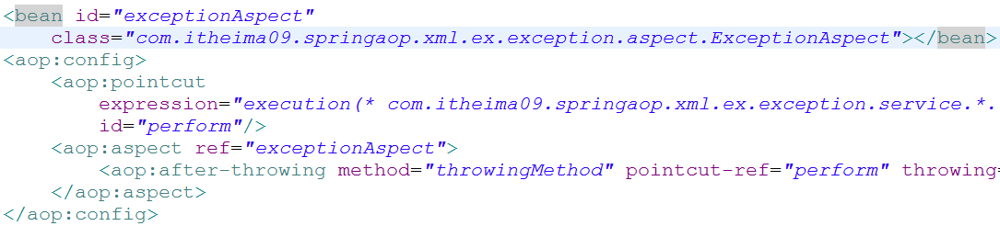 <bean id="exceptionAspect"
class="com.itheima09.springaop.xml.ex.exception.aspect.ExceptionAspect"></bean>
<aop:config>
<aop:pointcut
expression="execution(* com.itheima09.springaop.xml.ex.exception.service.*.
id="perform"/>
<aop:aspect ref="exceptionAspect">
<aop:after-throwing method="throwingMethod" pointcut-ref="perform" throwing=
</aop:aspect>
</aop:config>